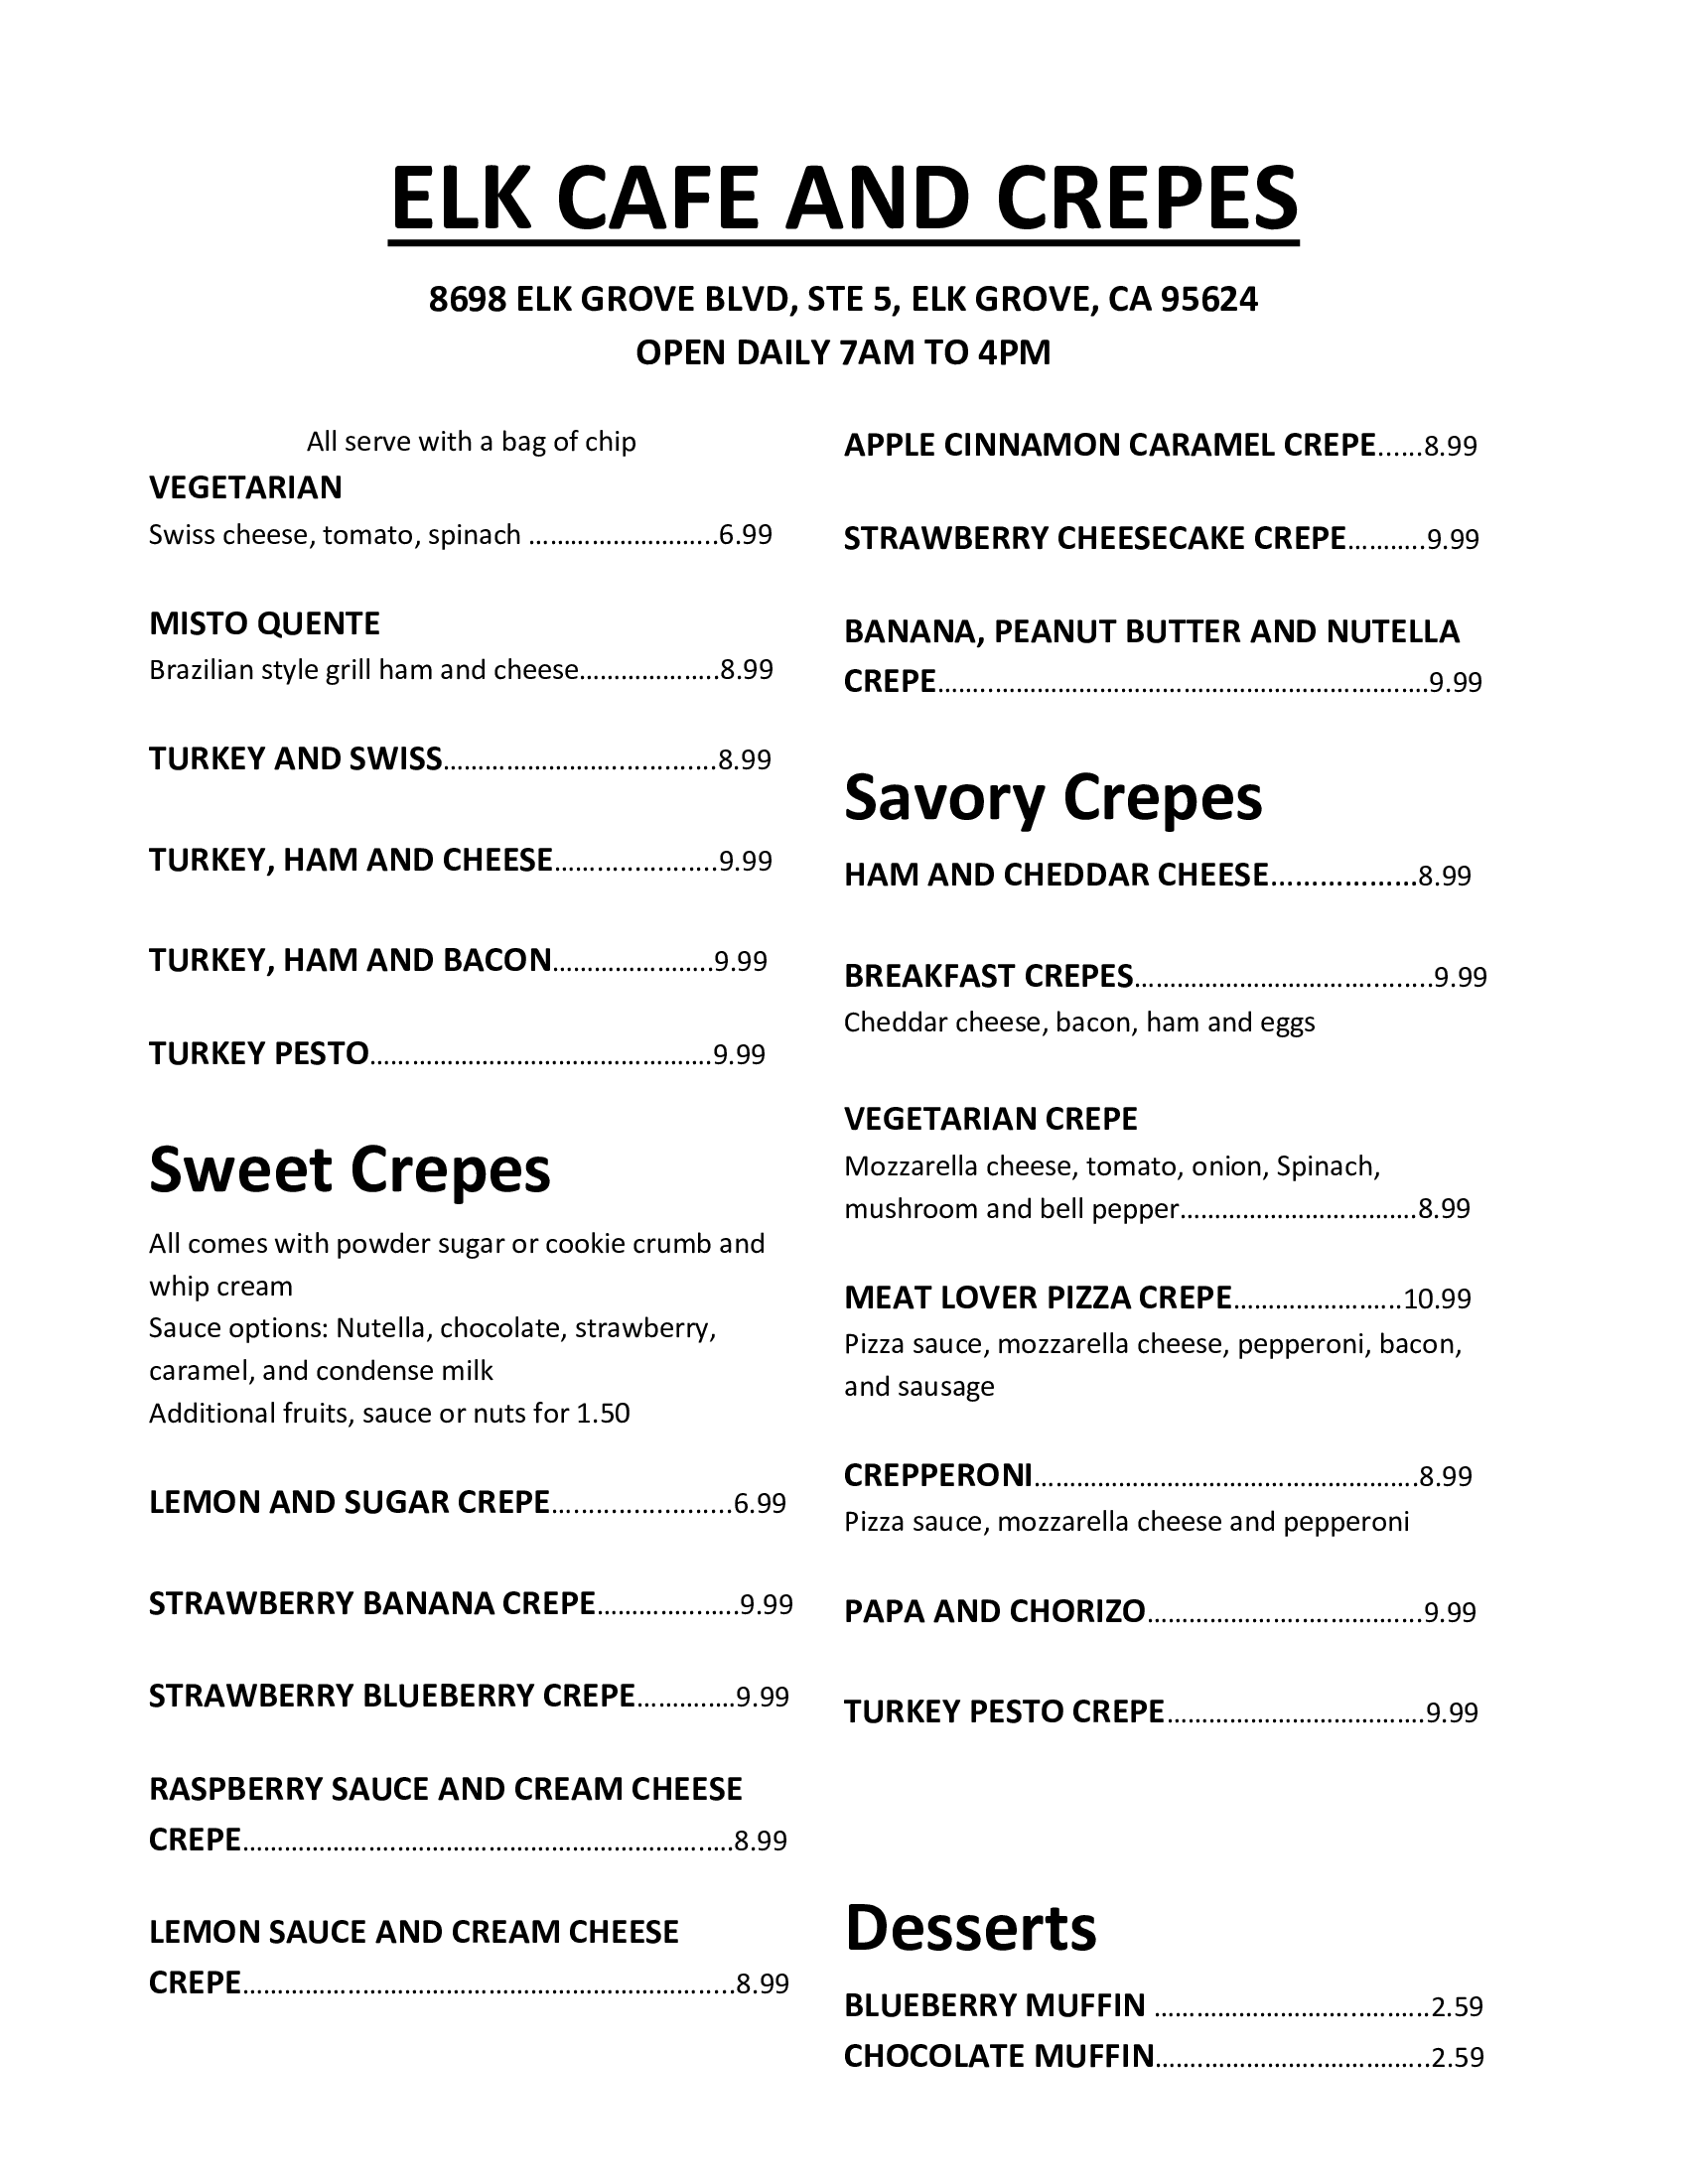 ELK CAFE AND CREPES
8698 ELK GROVE BLVD, STE 5, ELK GROVE, CA 95624
OPEN DAILY 7AM TO 4PM
All serve with a bag of chip
VEGETARIAN
Swiss cheese, tomato, spinach ……………………...6.99
MISTO QUENTE
Brazilian style grill ham and cheese………………..8.99
TURKEY AND SWISS……………………..............8.99
TURKEY, HAM AND CHEESE…………………...9.99
TURKEY, HAM AND BACON…………………..9.99
TURKEY PESTO………………………………………….9.99
Sweet Crepes
All comes with powder sugar or cookie crumb and
whip cream
Sauce options: Nutella, chocolate, strawberry,
caramel, and condense milk
Additional fruits, sauce or nuts for 1.50
LEMON AND SUGAR CREPE……………………..6.99
STRAWBERRY BANANA CREPE………………..9.99
STRAWBERRY BLUEBERRY CREPE…………..9.99
RASPBERRY SAUCE AND CREAM CHEESE
CREPE……………………………………………………………..8.99
LEMON SAUCE AND CREAM CHEESE
CREPE……………………………………………………………..8.99
APPLE CINNAMON CARAMEL CREPE......8.99
STRAWBERRY CHEESECAKE CREPE………..9.99
BANANA, PEANUT BUTTER AND NUTELLA
CREPE……………………………………………………………..9.99
Savory Crepes
HAM AND CHEDDAR CHEESE………………8.99
BREAKFAST CREPES…………………………………….9.99
Cheddar cheese, bacon, ham and eggs
VEGETARIAN CREPE
Mozzarella cheese, tomato, onion, Spinach,
mushroom and bell pepper…………………………….8.99
MEAT LOVER PIZZA CREPE……………………10.99
Pizza sauce, mozzarella cheese, pepperoni, bacon,
and sausage
CREPPERONI……………………………………………….8.99
Pizza sauce, mozzarella cheese and pepperoni
PAPA AND CHORIZO………………………………….9.99
TURKEY PESTO CREPE……………………………….9.99
Desserts
BLUEBERRY MUFFIN ………………………………….2.59
CHOCOLATE MUFFIN………………………………….2.59